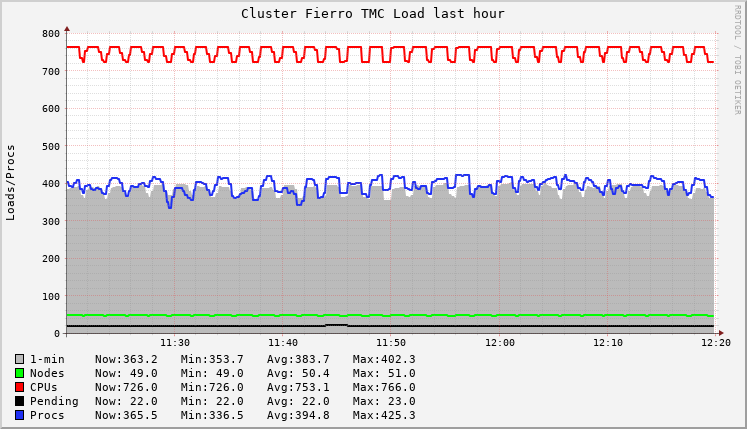 Cluster Fierro TMC Load last hour
RRDTOOL / TOBI OETIKER
Loads/Procs
800
700
600
500
400
300
200
100
0
11:30 11:40 11:50 12:00 12:10 12:20
1-min Now:363.2 Min:353.7 Avg:383.7 Max:402.3
Nodes Now: 49.0 Min: 49.0 Avg: 50.4 Max: 51.0
CPUs Now:726.0 Min:726.0 Avg:753.1 Max:766.0
Pending Now: 22.0 Min: 22.0 Avg: 22.0 Max: 23.0
Procs Now:365.5 Min:336.5 Avg:394.8 Max:425.3